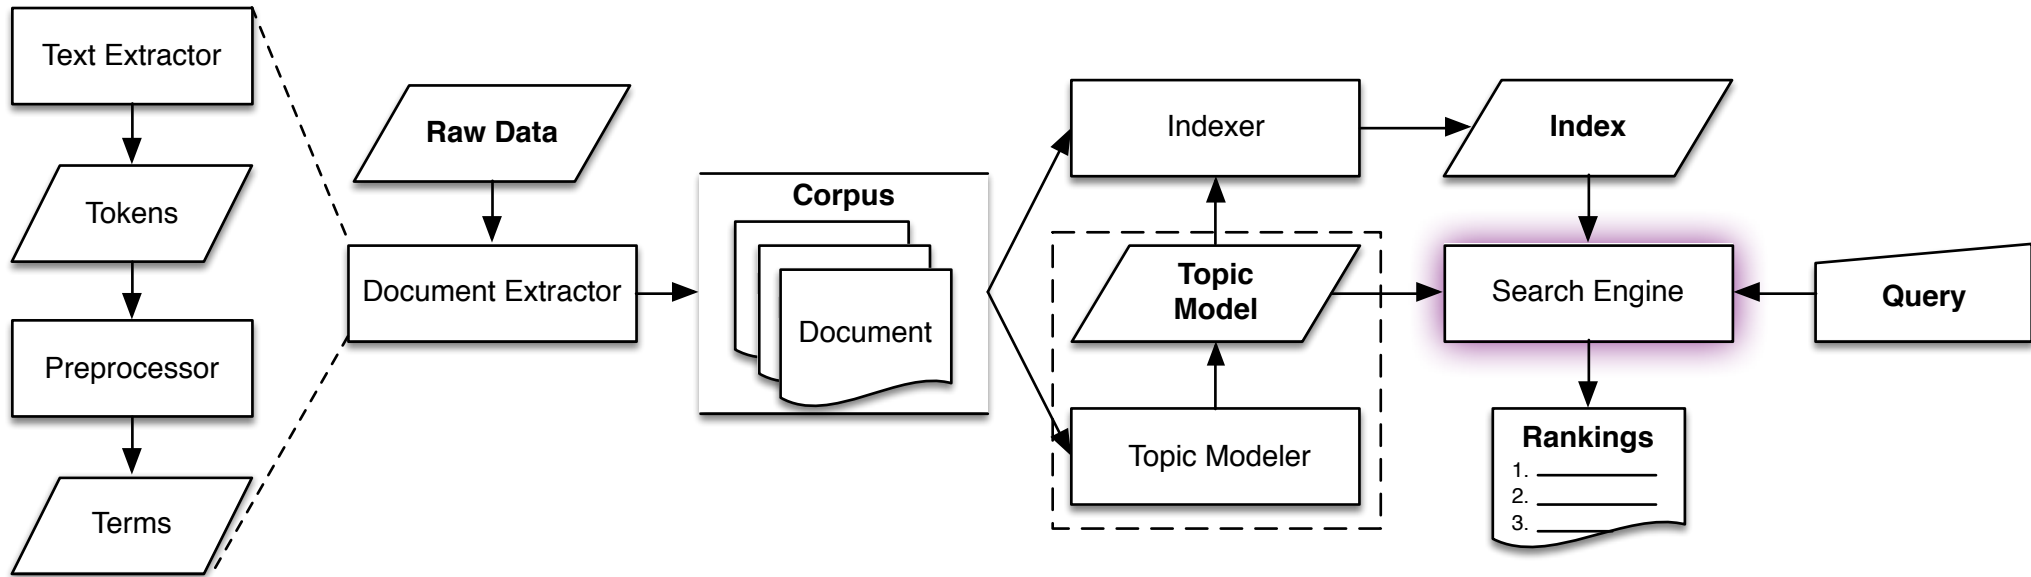 Text Extractor
Tokens
Preprocessor
Terms
Raw Data
Document Extractor
Corpus
Document
Indexer
Index
Topic
Model
Topic Modeler
Search Engine
Query
Rankings
1.
2.
3.